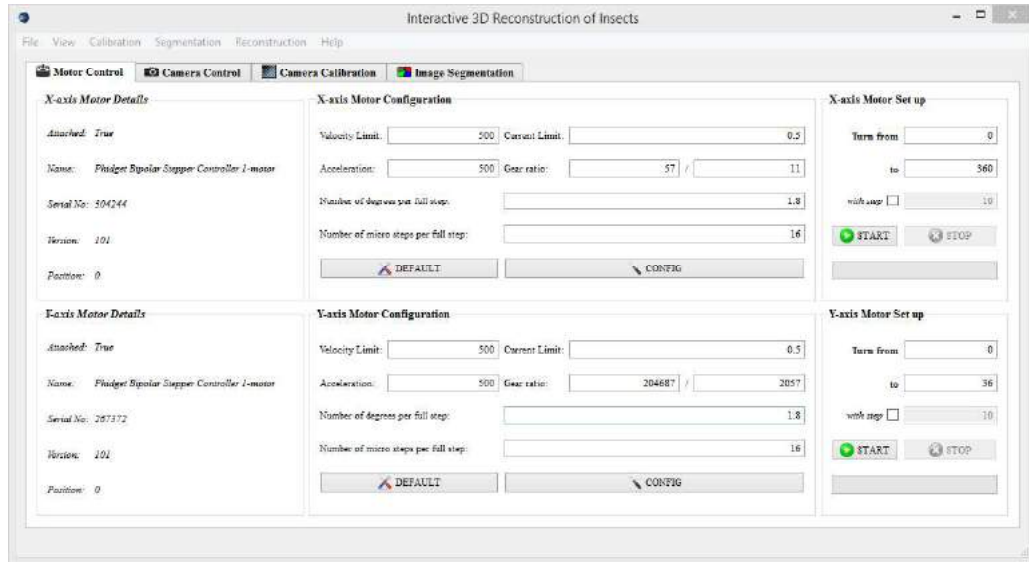 Interactive 3D Reconstruction of Insects
File View Calibration Segmentation Reconstruction Help
Motor Control Camera Control Camera Calibration Image Segmentation
X-axis Motor Details
Attached: True
Name: Phidget Bipolar Stepper Controller 1-motor
Serial No: 504244
Version: 101
Position: 0
X-axis Motor Configuration
Velocity Limit: 500 Current Limit: 0.5
Acceleration: 500 Gear ratio: 57 / 11
Number of degrees per full step: 1.8
Number of micro steps per full step: 16
DEFAULT CONFIG
X-axis Motor Set up
Turn from 0
to 360
with step 10
START STOP
Y-axis Motor Details
Attached: True
Name: Phidget Bipolar Stepper Controller 1-motor
Serial No: 267372
Version: 101
Position: 0
Y-axis Motor Configuration
Velocity Limit: 500 Current Limit: 0.5
Acceleration: 500 Gear ratio: 204687 / 2057
Number of degrees per full step: 1.8
Number of micro steps per full step: 16
DEFAULT CONFIG
Y-axis Motor Set up
Turn from 0
to 36
with step 10
START STOP